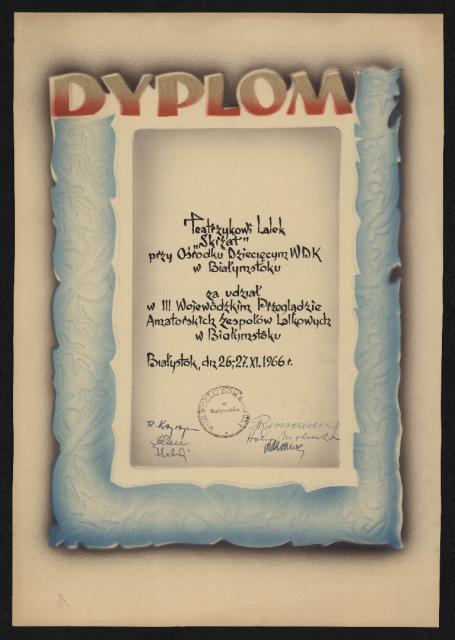 DYPLOM
Teatrzykowi Lalek
„Skrzat”
przy Ośrodku Dziecięcym WDK
w Białymstoku
za udział
w III Wojewódzkim Przeglądzie
Amatorskich Zespołów Lalkowych
w Białymstoku
Białystok, dn 26;27.XI.1966 r.
w
Białymstoku